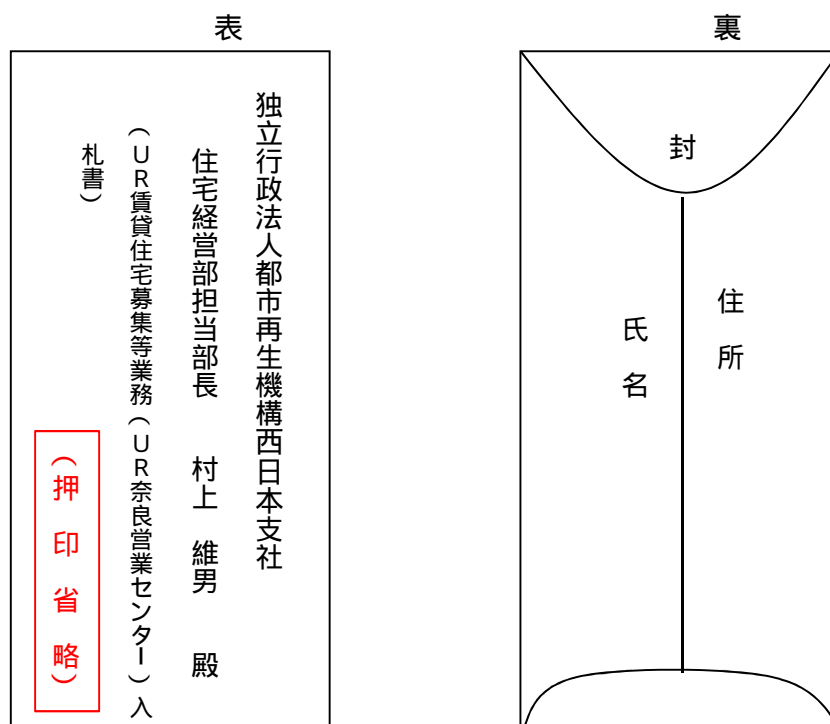 表
独立行政法人都市再生機構西日本支社
住宅経営部担当部長 村上 維男 殿
（ＵＲ賃貸住宅募集等業務（ＵＲ奈良営業センター）入
札書）
（押印省略）
裏
封
住所
氏名